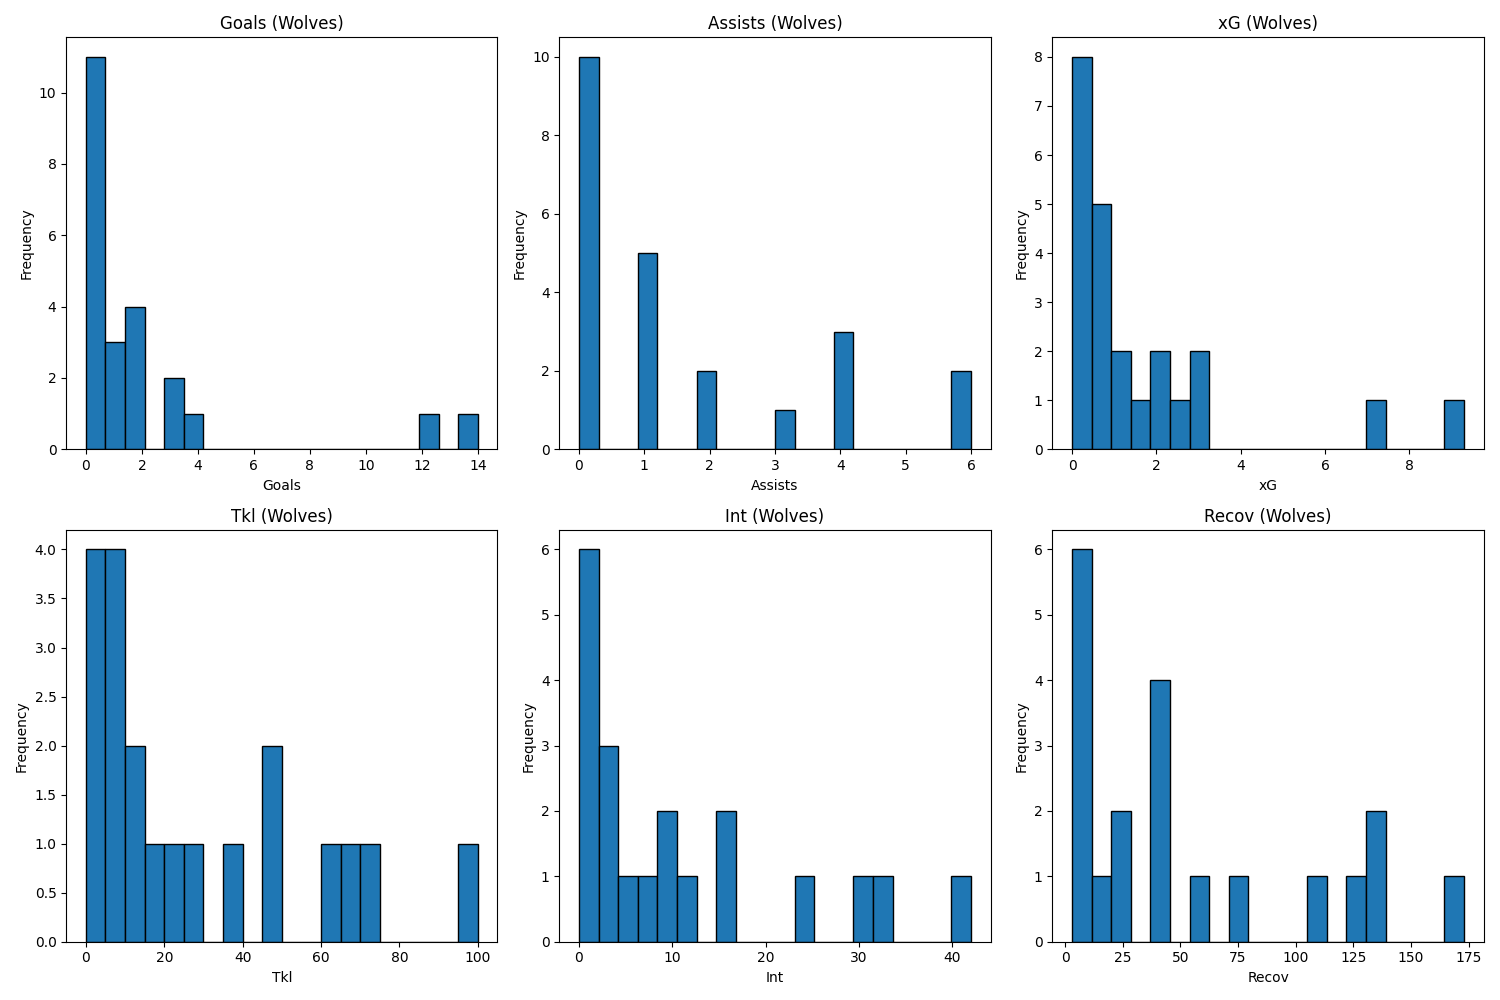 Goals (Wolves)
Frequency
10
8
6
4
2
0
0 2 4 6 8 10 12 14
Goals
Assists (Wolves)
Frequency
10
8
6
4
2
0
0 1 2 3 4 5 6
Assists
xG (Wolves)
Frequency
8
7
6
5
4
3
2
1
0
0 2 4 6 8
xG
Tkl (Wolves)
Frequency
4.0
3.5
3.0
2.5
2.0
1.5
1.0
0.5
0.0
0 20 40 60 80 100
Tkl
Int (Wolves)
Frequency
6
5
4
3
2
1
0
0 10 20 30 40
Int
Recov (Wolves)
Frequency
6
5
4
3
2
1
0
0 25 50 75 100 125 150 175
Recov